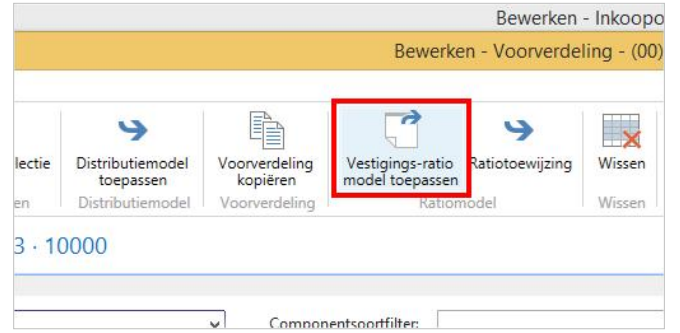 Bewerken - Inkoopo
Bewerken - Voorverdeling - (00)
lectie
Distributiemodel
toepassen
Voorverdeling
kopiëren
Vestigings-ratio
model toepassen
Ratiotoewijzing
Wissen
en
Distributiemodel
Voorverdeling
Ratiomodel
Wissen
3 · 10000
Componentsoortfilter: